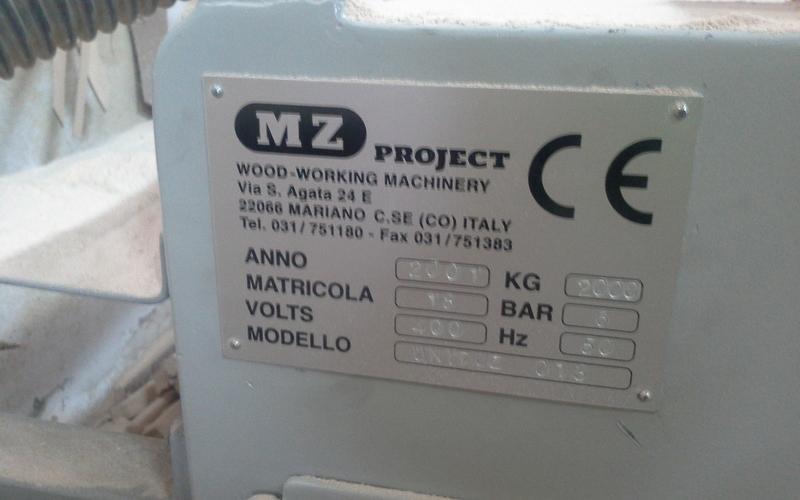 MZ PROJECT
CE
WOOD-WORKING MACHINERY
Via S. Agata 24 E
22066 MARIANO C.SE (CO) ITALY
Tel. 031/751180 - Fax 031/751383
ANNO 2001 KG 2000
MATRICOLA 18 BAR 6
VOLTS 400 Hz 50
MODELLO